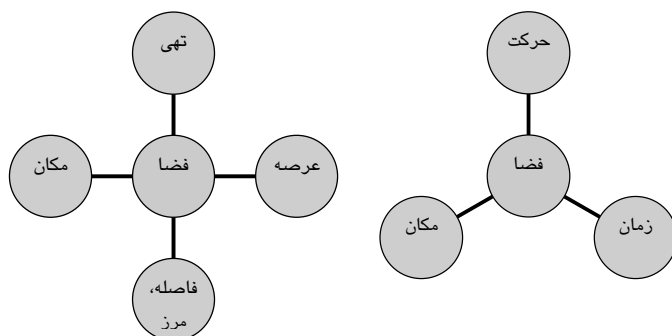 حرکت
فضا
زمان
مکان
تهی
عرصه
فضا
مکان
فاصله،
مرز